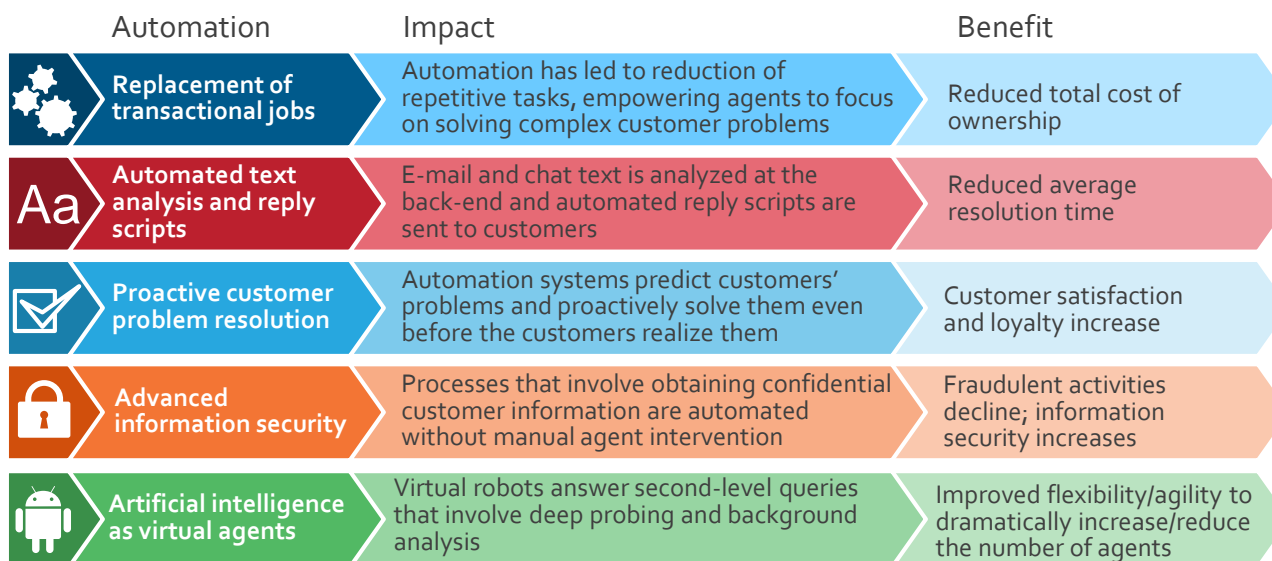 Automation
Impact
Benefit
Replacement of
transactional jobs
Automation has led to reduction of
repetitive tasks, empowering agents to focus
on solving complex customer problems
Reduced total cost of
ownership
Aa
Automated text
analysis and reply
scripts
E-mail and chat text is analyzed at the
back-end and automated reply scripts are
sent to customers
Reduced average
resolution time
Proactive customer
problem resolution
Automation systems predict customers’
problems and proactively solve them even
before the customers realize them
Customer satisfaction
and loyalty increase
Advanced
information security
Processes that involve obtaining confidential
customer information are automated
without manual agent intervention
Fraudulent activities
decline; information
security increases
Artificial intelligence
as virtual agents
Virtual robots answer second-level queries
that involve deep probing and background
analysis
Improved flexibility/agility to
dramatically increase/reduce
the number of agents